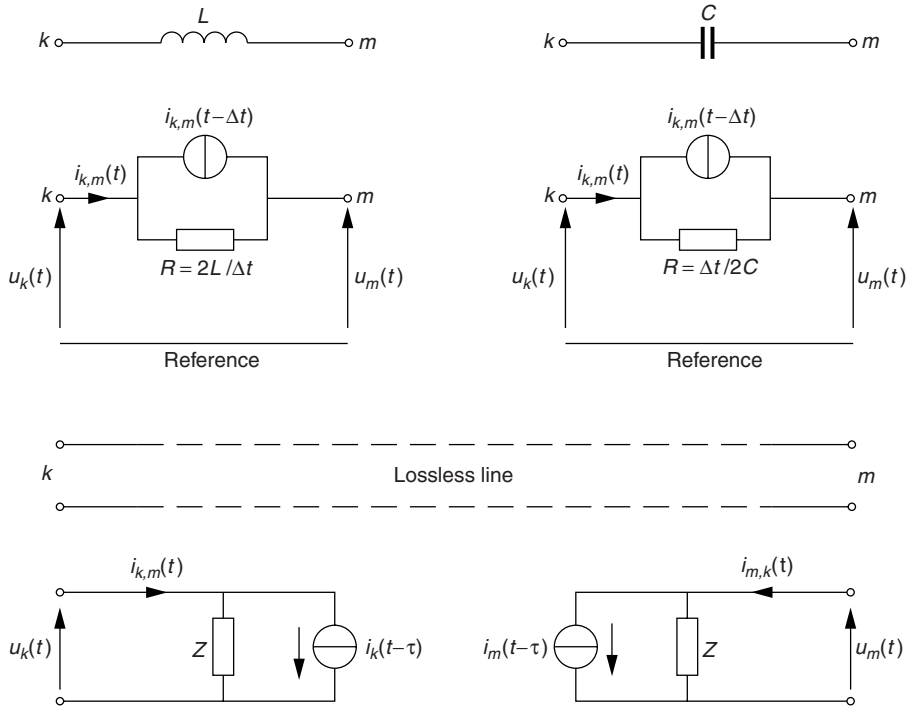 L
C
k m
k m
i_{k,m}(t−Δt)
i_{k,m}(t−Δt)
i_{k,m}(t)
i_{k,m}(t)
k m
k m
R = 2L/Δt
R = Δt/2C
u_k(t) u_m(t)
u_k(t) u_m(t)
Reference
Reference
k Lossless line m
i_{k,m}(t)
i_{m,k}(t)
u_k(t) Z i_k(t−τ)
i_m(t−τ) Z u_m(t)